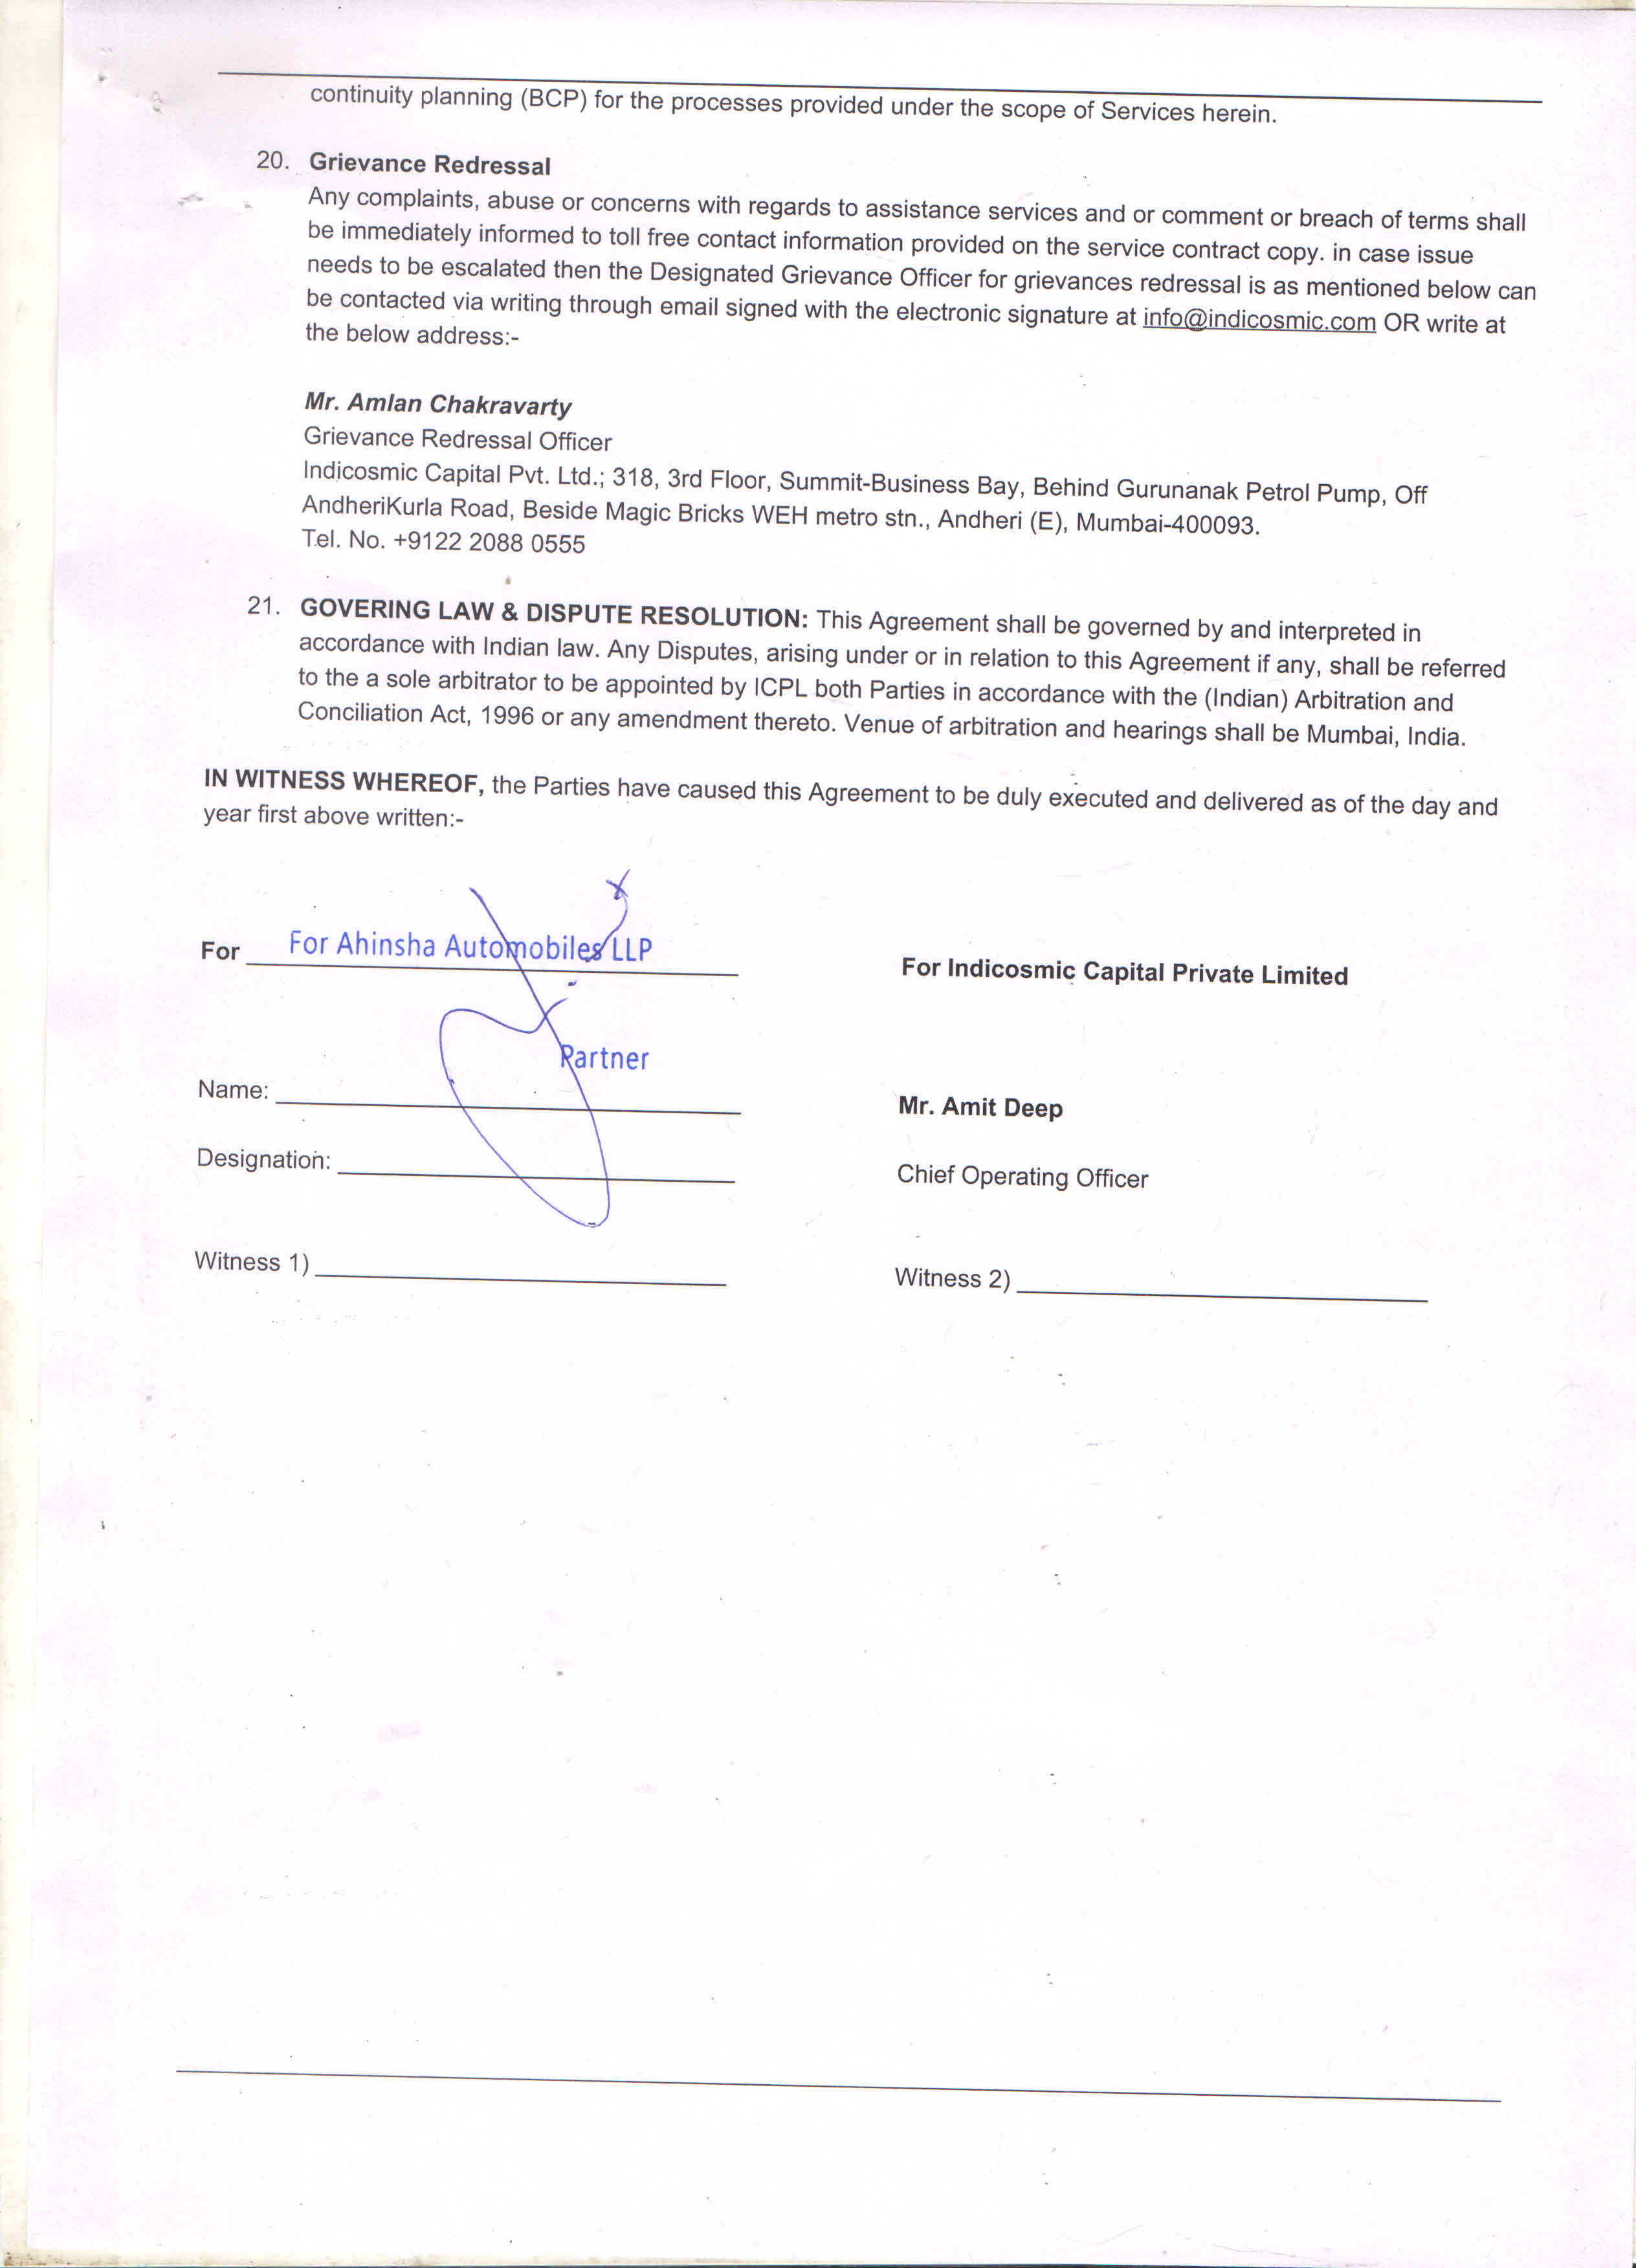 continuity planning (BCP) for the processes provided under the scope of Services herein.
20. Grievance Redressal
Any complaints, abuse or concerns with regards to assistance services and or comment or breach of terms shall
be immediately informed to toll free contact information provided on the service contract copy. in case issue
needs to be escalated then the Designated Grievance Officer for grievances redressal is as mentioned below can
be contacted via writing through email signed with the electronic signature at info@indicosmic.com OR write at
the below address:-
Mr. Amlan Chakravarty
Grievance Redressal Officer
Indicosmic Capital Pvt. Ltd.; 318, 3rd Floor, Summit-Business Bay, Behind Gurunanak Petrol Pump, Off
AndheriKurla Road, Beside Magic Bricks WEH metro stn., Andheri (E), Mumbai-400093.
Tel. No. +9122 2088 0555
21. GOVERING LAW & DISPUTE RESOLUTION: This Agreement shall be governed by and interpreted in
accordance with Indian law. Any Disputes, arising under or in relation to this Agreement if any, shall be referred
to the a sole arbitrator to be appointed by ICPL both Parties in accordance with the (Indian) Arbitration and
Conciliation Act, 1996 or any amendment thereto. Venue of arbitration and hearings shall be Mumbai, India.
IN WITNESS WHEREOF, the Parties have caused this Agreement to be duly executed and delivered as of the day and
year first above written:-
For For Ahinsha Automobiles LLP
For Indicosmic Capital Private Limited
Partner
Name:
Mr. Amit Deep
Designation:
Chief Operating Officer
Witness 1)
Witness 2)